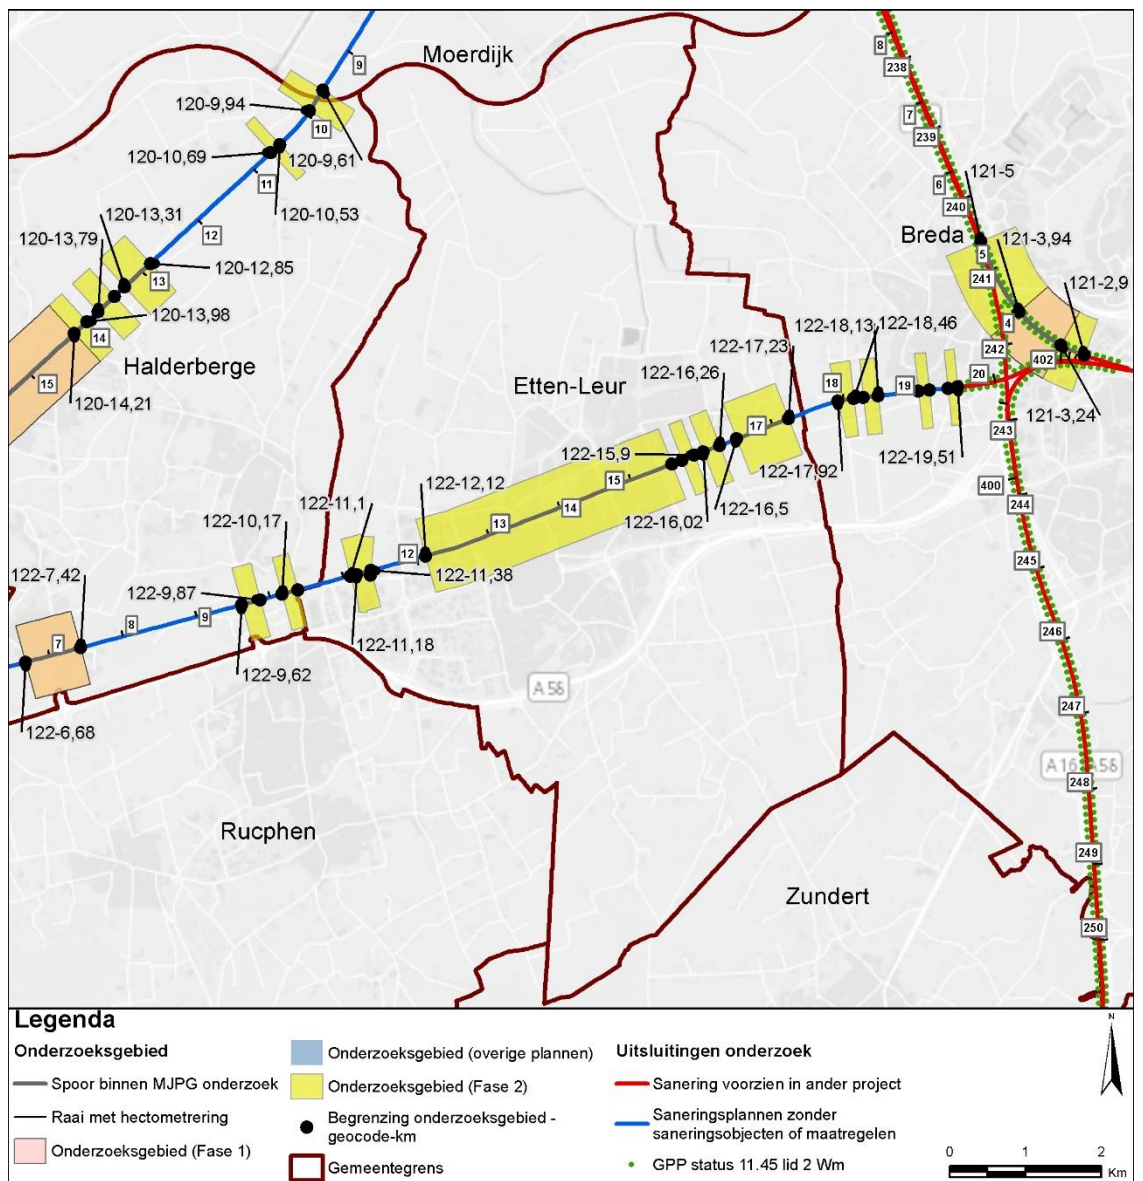 Moerdijk
9
8
238
120-9,94
10
7
239
120-10,69
120-9,61
121-5
11
6
240
120-13,31
120-10,53
12
Breda
121-3,94
120-13,79
5
241
121-2,9
13
120-12,85
120-13,98
4
122-18,13
122-18,46
14
122-17,23
242
402
Halderberge
15
Etten-Leur
122-16,26
18
19
20
120-14,21
121-3,24
17
243
122-15,9
122-17,92
122-19,51
122-12,12
15
400
122-11,1
14
244
122-10,17
13
122-16,02
122-16,5
12
245
122-7,42
122-9,87
122-11,38
8
9
7
122-11,18
246
122-9,62
A 58
247
122-6,68
A 16 A 58
248
Rucphen
249
Zundert
250
Legenda
Onderzoeksgebied
Spoor binnen MJPG onderzoek
Raai met hectometrering
Onderzoeksgebied (Fase 1)
Onderzoeksgebied (overige plannen)
Onderzoeksgebied (Fase 2)
Begrenzing onderzoeksgebied -
geocode-km
Gemeentegrens
Uitsluitingen onderzoek
Sanering voorzien in ander project
Saneringsplannen zonder
saneringsobjecten of maatregelen
GPP status 11.45 lid 2 Wm
N
0 1 2
Km